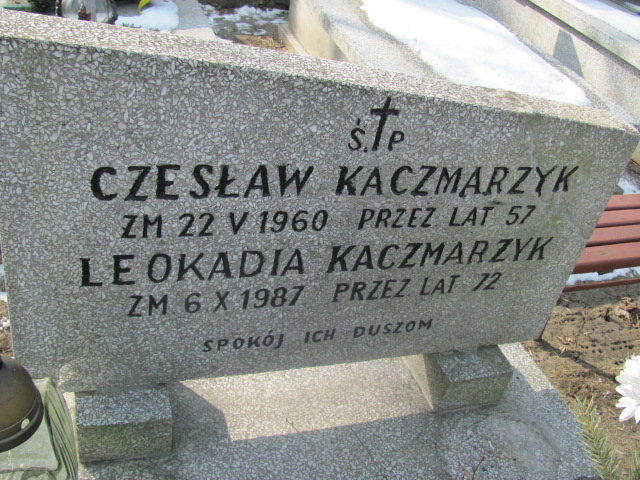 Ś.†P
CZESŁAW KACZMARZYK
ZM 22 V 1960 PRZEZ LAT 57
LEOKADIA KACZMARZYK
ZM 6 X 1987 PRZEZ. LAT 72
SPOKÓJ ICH DUSZOM